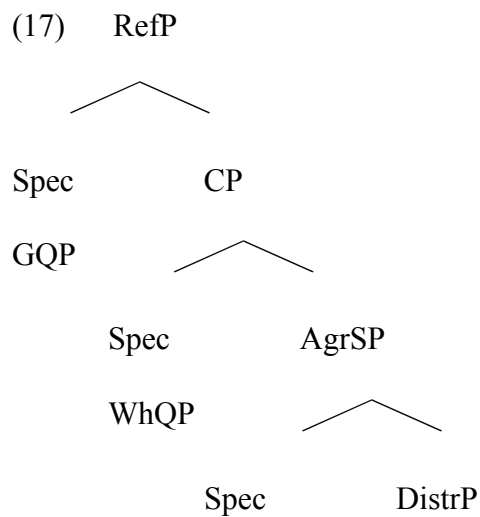 (17) RefP
Spec CP
GQP
Spec AgrSP
WhQP
Spec DistrP